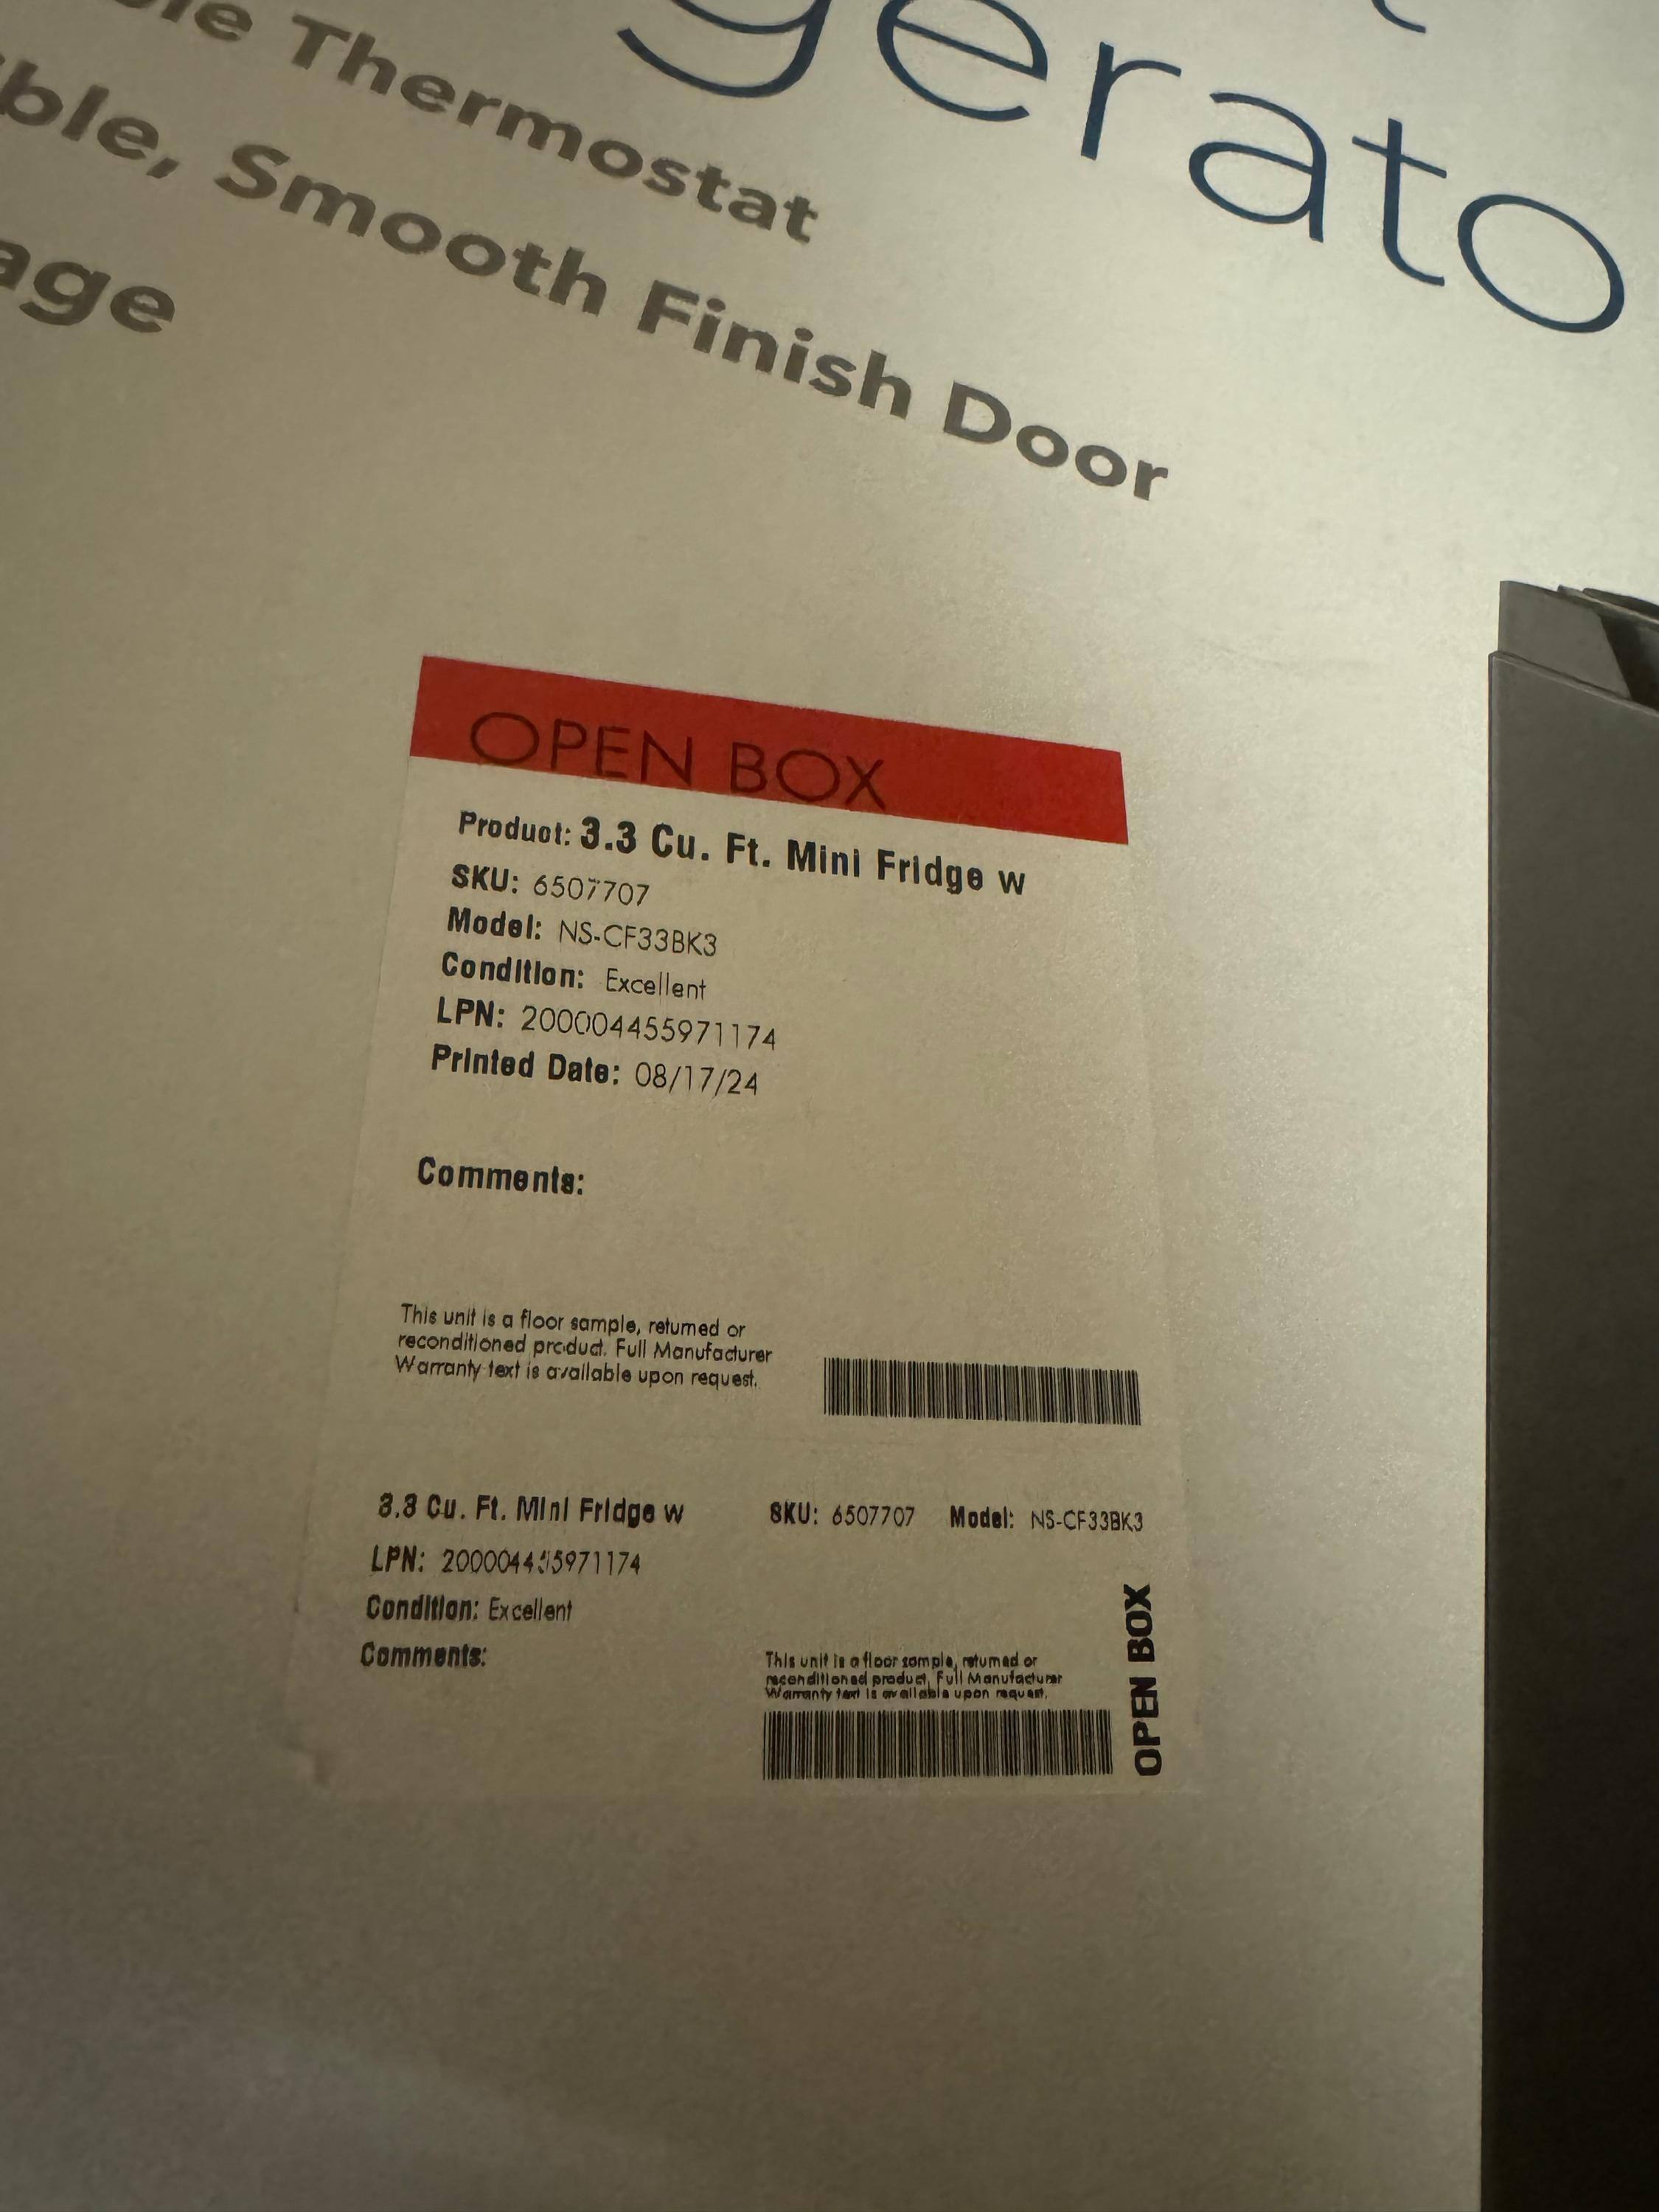 gerato
Thermostat
Smooth Finish Door
OPEN BOX
Product: 3.3 Cu. Ft. Mini Fridge w
SKU: 6507707
Model: NS-CF33BK3
Condition: Excellent
LPN: 200004455971174
Printed Date: 08/17/24
Comments:
This unit is a floor sample, returned or
reconditioned product. Full Manufacturer
Warranty text is available upon request.
3.3 Cu. Ft. Mini Fridge w
SKU: 6507707 Model: NS-CF33BK3
LPN: 200004455971174
Condition: Excellent
Comments:
This unit is a floor sample, returned or
reconditioned product, Full Manufacturer
Warranty text is available upon request.
OPEN BOX